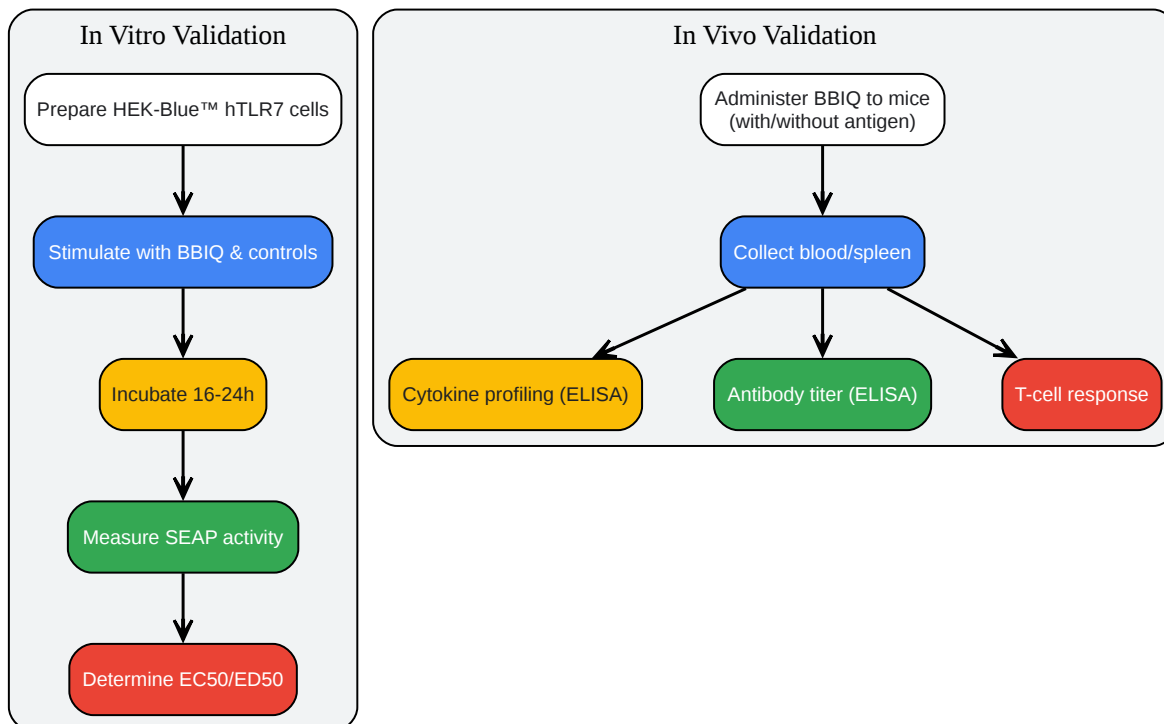 In Vitro Validation
Prepare HEK-Blue™ hTLR7 cells
Stimulate with BBIQ & controls
Incubate 16-24h
Measure SEAP activity
Determine EC50/ED50
In Vivo Validation
Administer BBIQ to mice
(with/without antigen)
Collect blood/spleen
Cytokine profiling (ELISA)
Antibody titer (ELISA)
T-cell response